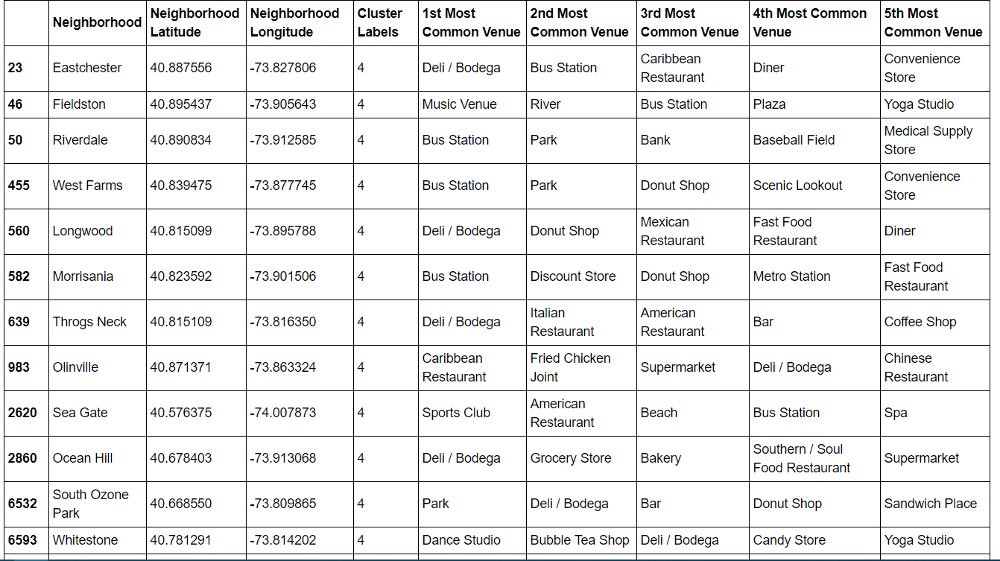 Neighborhood Neighborhood Latitude Neighborhood Longitude Cluster Labels 1st Most Common Venue 2nd Most Common Venue 3rd Most Common Venue 4th Most Common Venue 5th Most Common Venue
23 Eastchester 40.887556 -73.827806 4 Deli / Bodega Bus Station Caribbean Restaurant Diner Convenience Store
46 Fieldston 40.895437 -73.905643 4 Music Venue River Bus Station Plaza Yoga Studio
50 Riverdale 40.890834 -73.912585 4 Bus Station Park Bank Baseball Field Medical Supply Store
455 West Farms 40.839475 -73.877745 4 Bus Station Park Donut Shop Scenic Lookout Convenience Store
560 Longwood 40.815099 -73.895788 4 Deli / Bodega Donut Shop Mexican Restaurant Fast Food Restaurant Diner
582 Morrisania 40.823592 -73.901506 4 Bus Station Discount Store Donut Shop Metro Station Fast Food Restaurant
639 Throgs Neck 40.815109 -73.816350 4 Deli / Bodega Italian Restaurant American Restaurant Bar Coffee Shop
983 Olinville 40.871371 -73.863324 4 Caribbean Restaurant Fried Chicken Joint Supermarket Deli / Bodega Chinese Restaurant
2620 Sea Gate 40.576375 -74.007873 4 Sports Club American Restaurant Beach Bus Station Spa
2860 Ocean Hill 40.678403 -73.913068 4 Deli / Bodega Grocery Store Bakery Southern / Soul Food Restaurant Supermarket
6532 South Ozone Park 40.668550 -73.809865 4 Park Deli / Bodega Bar Donut Shop Sandwich Place
6593 Whitestone 40.781291 -73.814202 4 Dance Studio Bubble Tea Shop Deli / Bodega Candy Store Yoga Studio